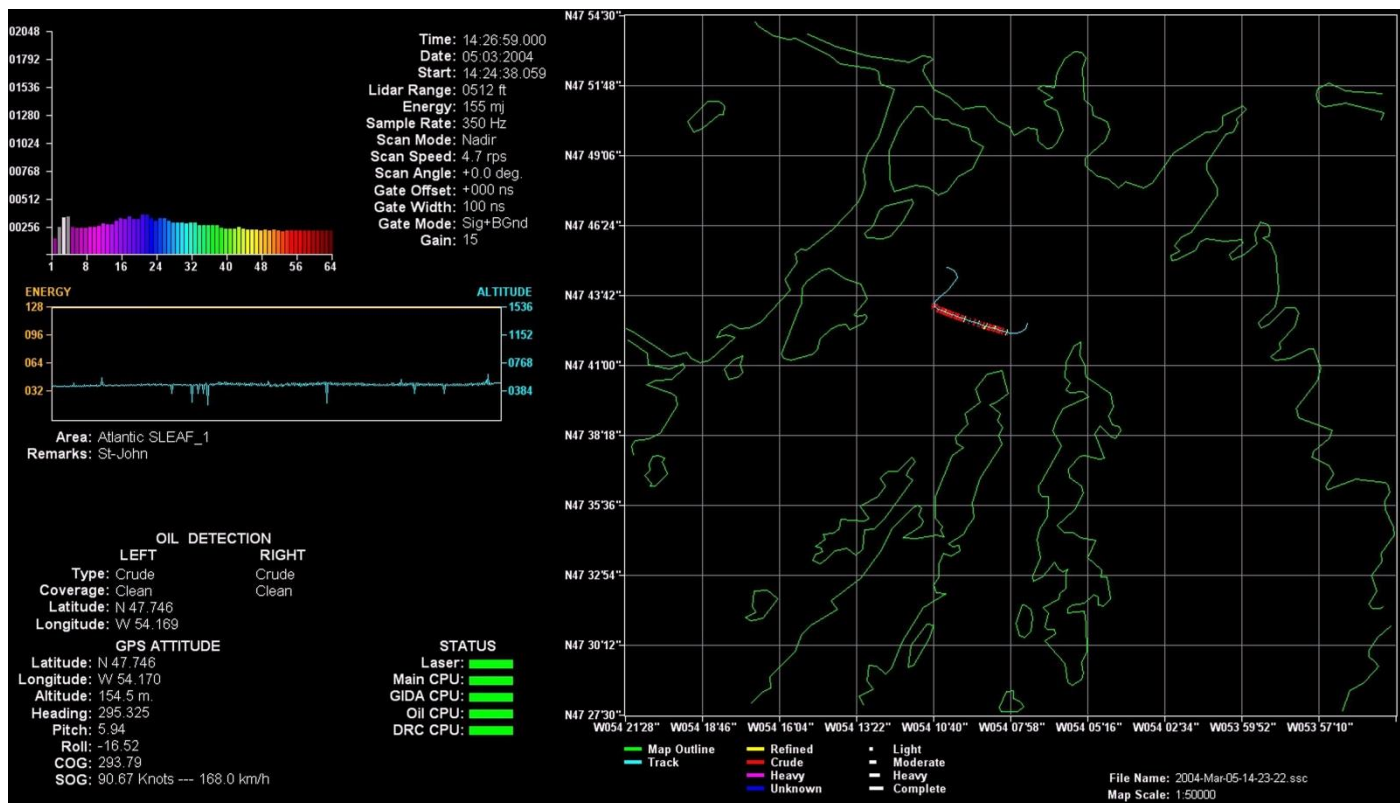 02048
01792
01536
01280
01024
00768
00512
00256
1 8 16 24 32 40 48 56 64
Time: 14:26:59.000
Date: 05:03:2004
Start: 14:24:38.059
Lidar Range: 0512 ft
Energy: 155 mj
Sample Rate: 350 Hz
Scan Mode: Nadir
Scan Speed: 4.7 rps
Scan Angle: +0.0 deg.
Gate Offset: +000 ns
Gate Width: 100 ns
Gate Mode: Sig+BGnd
Gain: 15
ENERGY ALTITUDE
128 1536
096 1152
064 0768
032 0384
Area: Atlantic SLEAF_1
Remarks: St-John
OIL DETECTION
LEFT RIGHT
Type: Crude Crude
Coverage: Clean Clean
Latitude: N 47.746
Longitude: W 54.169
GPS ATTITUDE
Latitude: N 47.746
Longitude: W 54.170
Altitude: 154.5 m.
Heading: 295.325
Pitch: 5.94
Roll: -16.52
COG: 293.79
SOG: 90.67 Knots --- 168.0 km/h
STATUS
Laser:
Main CPU:
GIDA CPU:
Oil CPU:
DRC CPU:
N47 54'30"
N47 51'48"
N47 49'06"
N47 46'24"
N47 43'42"
N47 41'00"
N47 38'18"
N47 35'36"
N47 32'54"
N47 30'12"
N47 27'30"
W054 21'28" W054 18'46" W054 16'04" W054 13'22" W054 10'40" W054 07'58" W054 05'16" W054 02'34" W053 59'52" W053 57'10"
Map Outline Refined Light
Track Crude Moderate
Heavy Heavy
Unknown Complete
File Name: 2004-Mar-05-14-23-22.ssc
Map Scale: 1:50000